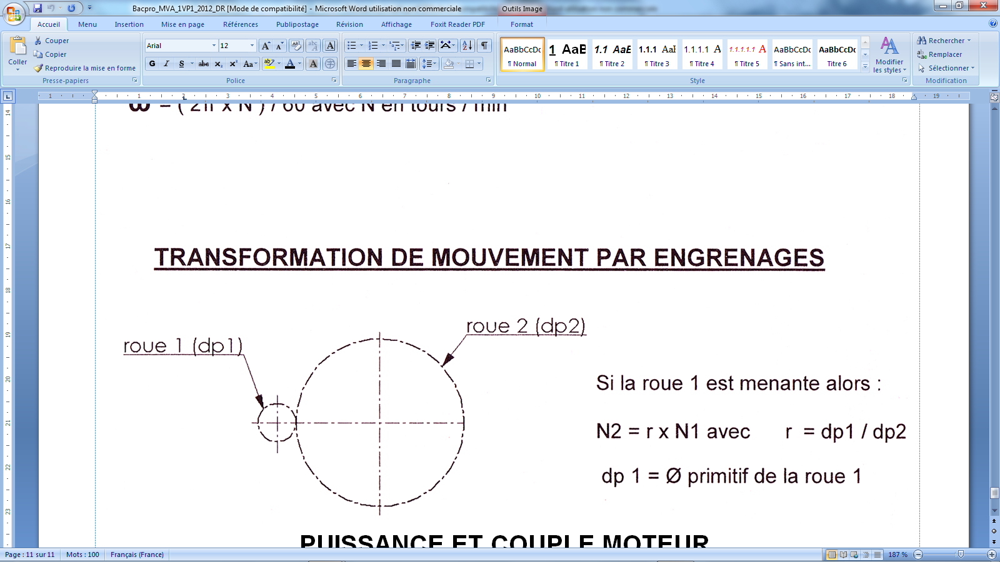 Bacpro_MVA_1VP1_2012_DR [Mode de compatibilité] - Microsoft Word utilisation non commerciale
Outils Image
Accueil Menu Insertion Mise en page Références Publipostage Révision Affichage Foxit Reader PDF Format
Coller
Couper
Copier
Reproduire la mise en forme
Presse-papiers
Arial 12
G I S abc X₂ X² Aa
Police
Paragraphe
AaBbCcDc 1 AaB 1.1 AaE 1.1.1 AaI 1.1.1.1 A 1.1.1.1.1 A AaBbCcDc AaBbCcDc
¶ Normal ¶ Titre 1 ¶ Titre 2 ¶ Titre 3 ¶ Titre 4 ¶ Titre 5 ¶ Sans int... Titre 6
Modifier les styles
Style
Rechercher
Remplacer
Sélectionner
Modification
1 1 2 3 4 5 6 7 8 9 10 11 12 13 14 15 16 17 18 19
14
15
16
17
18
19
20
21
22
23
ω = ( 2π x N ) / 60 avec N en tours / min
TRANSFORMATION DE MOUVEMENT PAR ENGRENAGES
roue 2 (dp2)
roue 1 (dp1)
Si la roue 1 est menante alors :
N2 = r x N1 avec r = dp1 / dp2
dp 1 = Ø primitif de la roue 1
PUISSANCE ET COUPLE MOTEUR
Page : 11 sur 11 Mots : 100 Français (France) 187 %